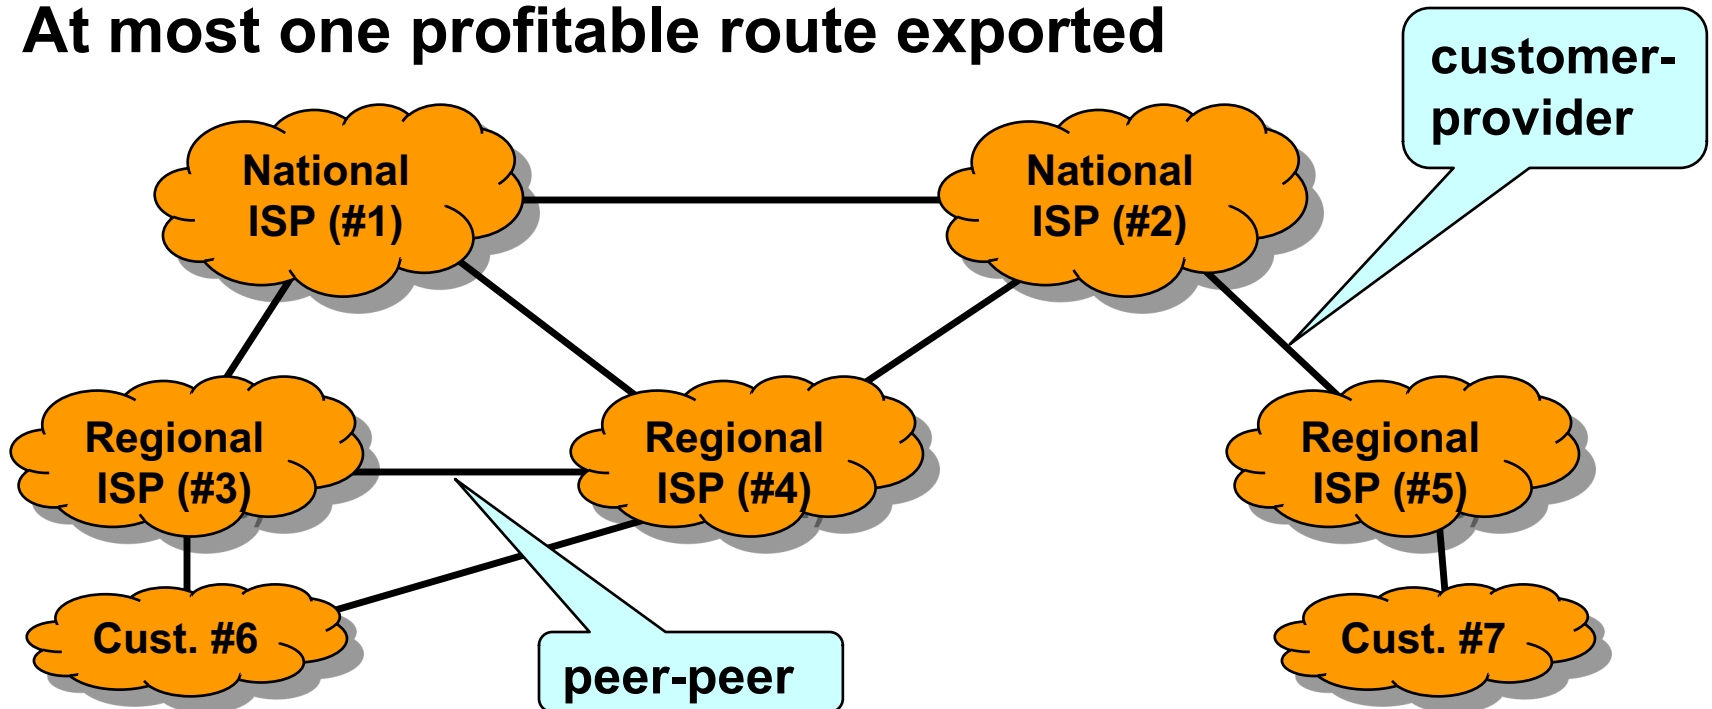 At most one profitable route exported
customer-
provider
National
ISP (#1)
National
ISP (#2)
Regional
ISP (#3)
Regional
ISP (#4)
Regional
ISP (#5)
Cust. #6
Cust. #7
peer-peer